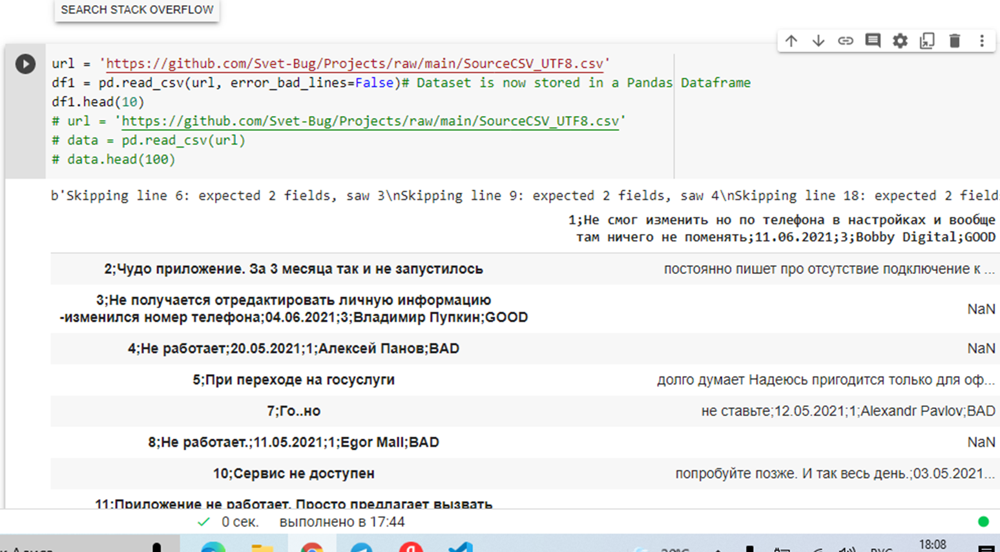 SEARCH STACK OVERFLOW
url = 'https://github.com/Svet-Bug/Projects/raw/main/SourceCSV_UTF8.csv'
df1 = pd.read_csv(url, error_bad_lines=False)# Dataset is now stored in a Pandas Dataframe
df1.head(10)
# url = 'https://github.com/Svet-Bug/Projects/raw/main/SourceCSV_UTF8.csv'
# data = pd.read_csv(url)
# data.head(100)
b'Skipping line 6: expected 2 fields, saw 3\nSkipping line 9: expected 2 fields, saw 4\nSkipping line 18: expected 2 field
1;Не смог изменить но по телефона в настройках и вообще
там ничего не поменять;11.06.2021;3;Bobby Digital;GOOD
2;Чудо приложение. За 3 месяца так и не запустилось постоянно пишет про отсутствие подключение к ...
3;Не получается отредактировать личную информацию
-изменился номер телефона;04.06.2021;3;Владимир Пупкин;GOOD NaN
4;Не работает;20.05.2021;1;Алексей Панов;BAD NaN
5;При переходе на госуслуги долго думает Надеюсь пригодится только для оф...
7;Го..но не ставьте;12.05.2021;1;Alexandr Pavlov;BAD
8;Не работает.;11.05.2021;1;Egor Mall;BAD NaN
10;Сервис не доступен попробуйте позже. И так весь день.;03.05.2021...
11;Приложение не работает. Просто предлагает вызвать
0 сек. выполнено в 17:44
18:08